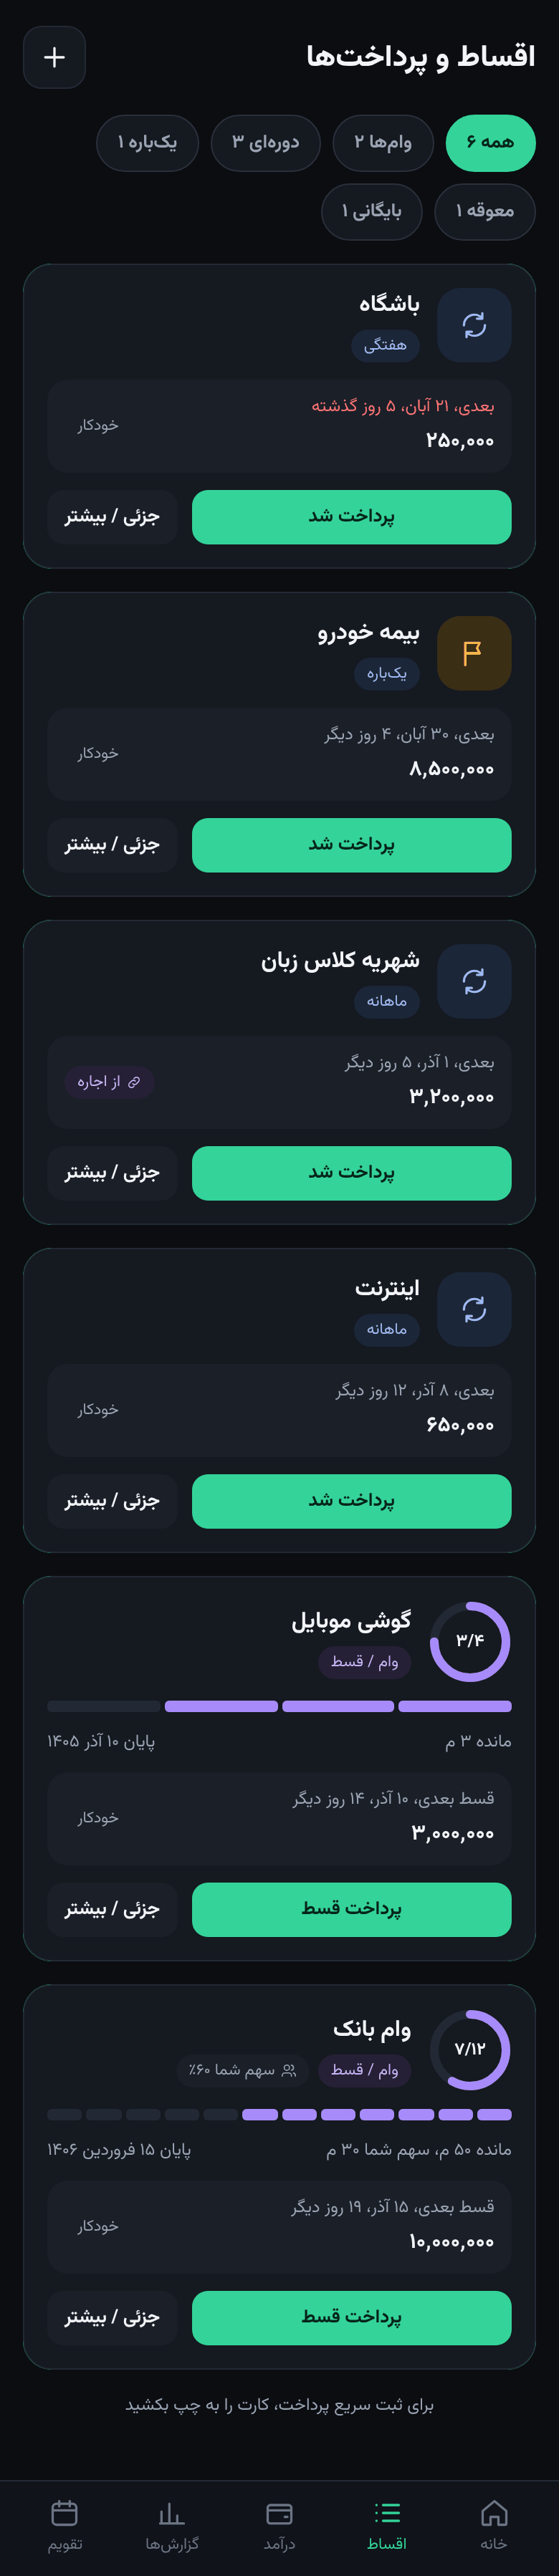 اقساط و پرداخت‌ها
همه ۶
وام‌ها ۲
دوره‌ای ۳
یک‌باره ۱
معوقه ۱
بایگانی ۱
باشگاه
هفتگی
بعدی، ۲۱ آبان، ۵ روز گذشته
۲۵۰,۰۰۰
خودکار
پرداخت شد
جزئی / بیشتر
بیمه خودرو
یک‌باره
بعدی، ۳۰ آبان، ۴ روز دیگر
۸,۵۰۰,۰۰۰
خودکار
پرداخت شد
جزئی / بیشتر
شهریه کلاس زبان
ماهانه
بعدی، ۱ آذر، ۵ روز دیگر
۳,۲۰۰,۰۰۰
از اجاره
پرداخت شد
جزئی / بیشتر
اینترنت
ماهانه
بعدی، ۸ آذر، ۱۲ روز دیگر
۶۵۰,۰۰۰
خودکار
پرداخت شد
جزئی / بیشتر
۳/۴
گوشی موبایل
وام / قسط
مانده ۳ م
پایان ۱۰ آذر ۱۴۰۵
قسط بعدی، ۱۰ آذر، ۱۴ روز دیگر
۳,۰۰۰,۰۰۰
خودکار
پرداخت قسط
جزئی / بیشتر
۷/۱۲
وام بانک
وام / قسط
سهم شما ۶۰٪
مانده ۵۰ م، سهم شما ۳۰ م
پایان ۱۵ فروردین ۱۴۰۶
قسط بعدی، ۱۵ آذر، ۱۹ روز دیگر
۱۰,۰۰۰,۰۰۰
خودکار
پرداخت قسط
جزئی / بیشتر
برای ثبت سریع پرداخت، کارت را به چپ بکشید
خانه
اقساط
درآمد
گزارش‌ها
تقویم